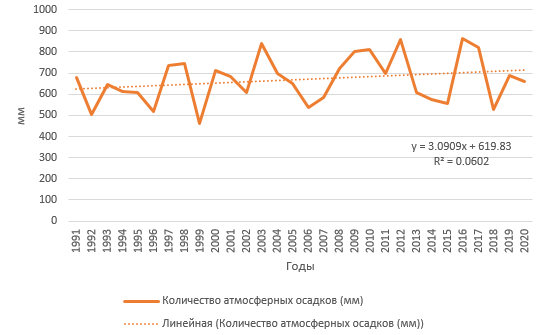 1000
900
800
700
600
500
400
300
200
100
0
мм
y = 3.0909x + 619.83
R² = 0.0602
1991 1992 1993 1994 1995 1996 1997 1998 1999 2000 2001 2002 2003 2004 2005 2006 2007 2008 2009 2010 2011 2012 2013 2014 2015 2016 2017 2018 2019 2020
Годы
Количество атмосферных осадков (мм)
Линейная (Количество атмосферных осадков (мм))